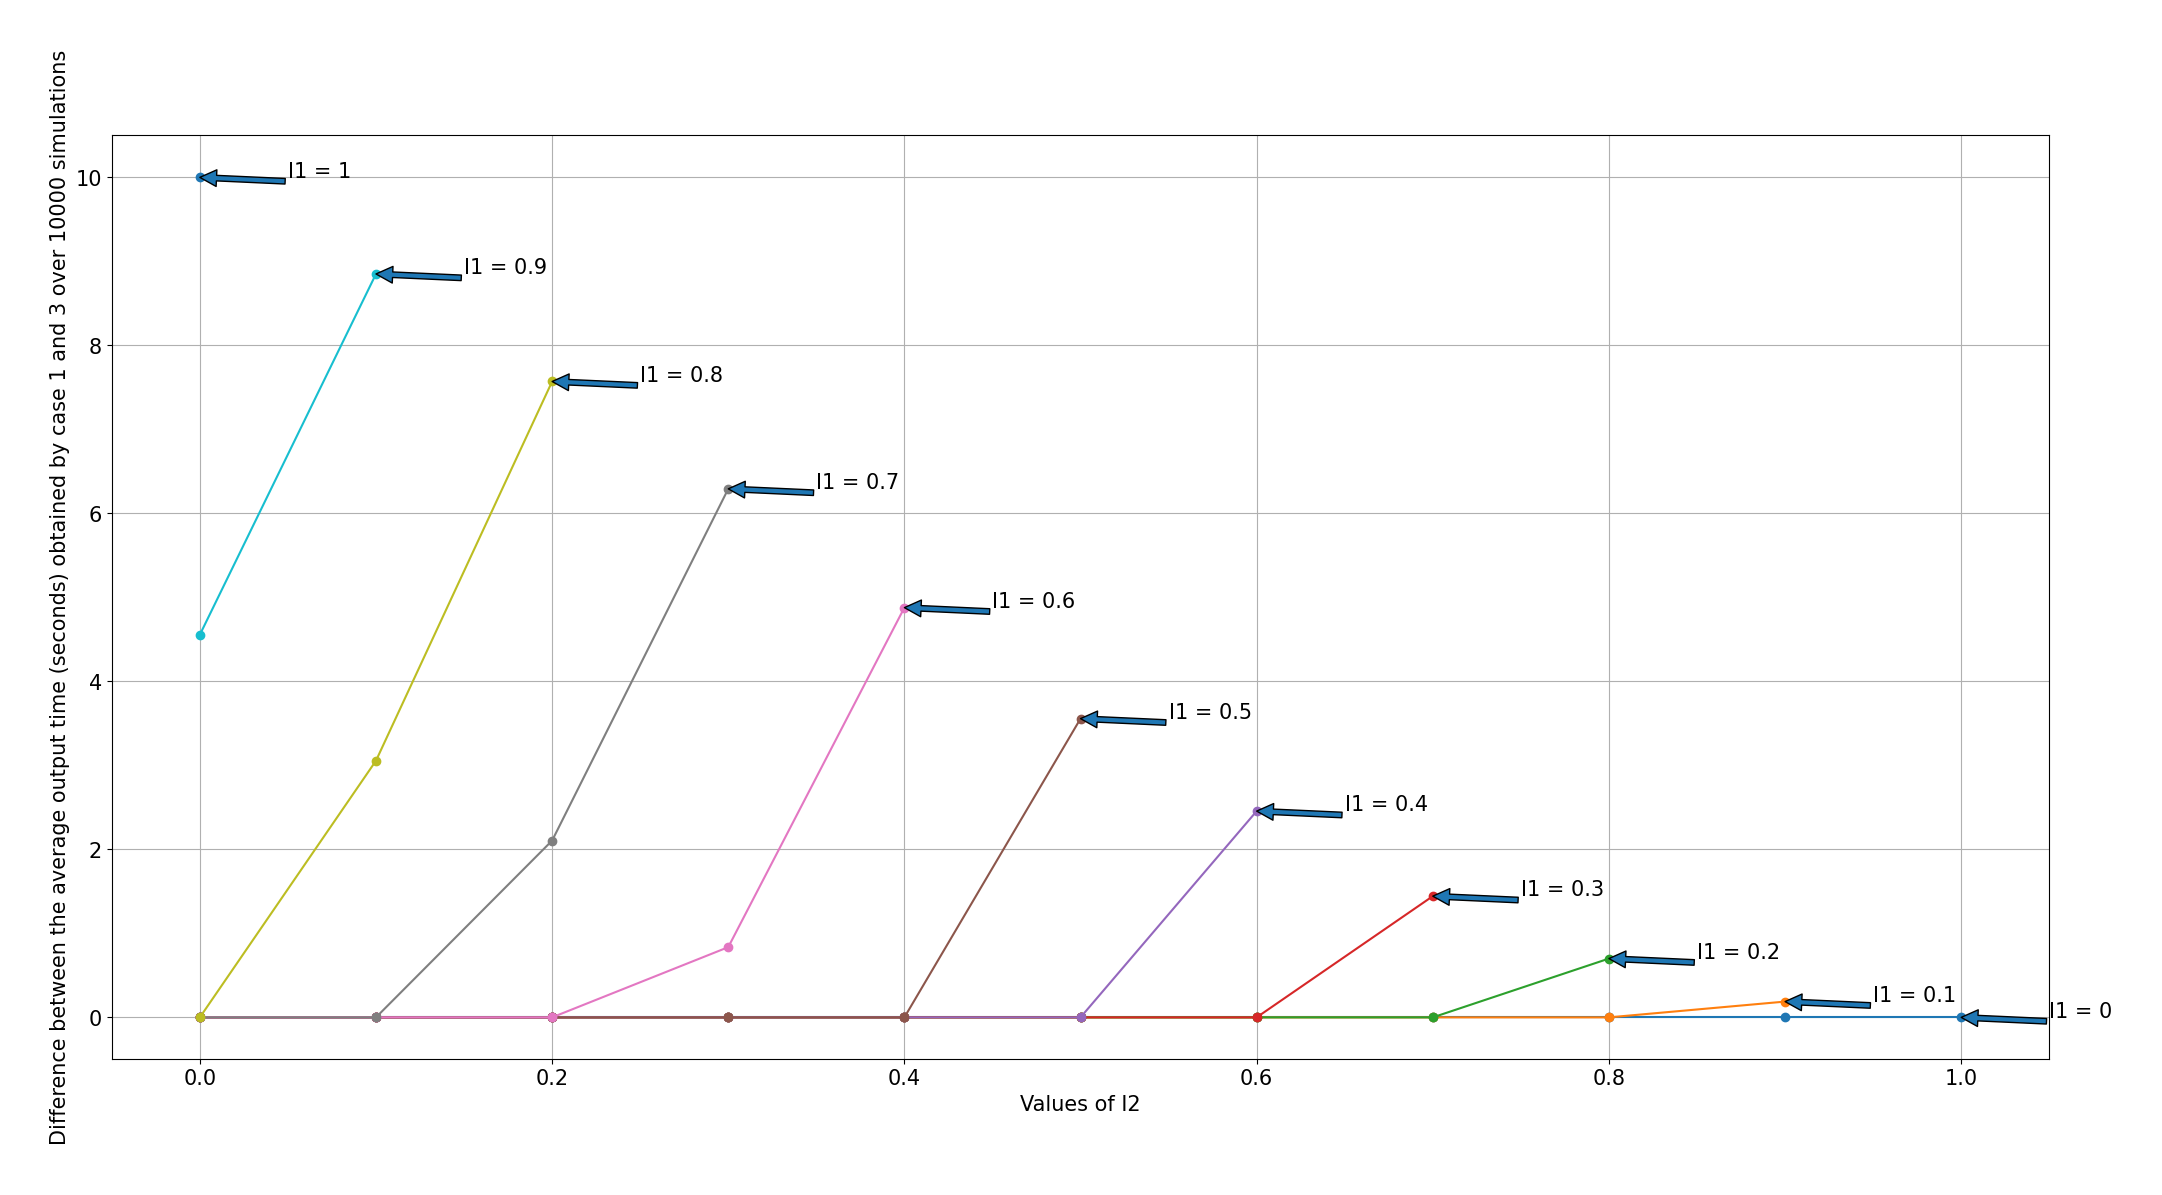 Difference between the average output time (seconds) obtained by case 1 and 3 over 10000 simulations
10
8
6
4
2
0
I1 = 1
I1 = 0.9
I1 = 0.8
I1 = 0.7
I1 = 0.6
I1 = 0.5
I1 = 0.4
I1 = 0.3
I1 = 0.2
I1 = 0.1
I1 = 0
0.0 0.2 0.4 0.6 0.8 1.0
Values of I2